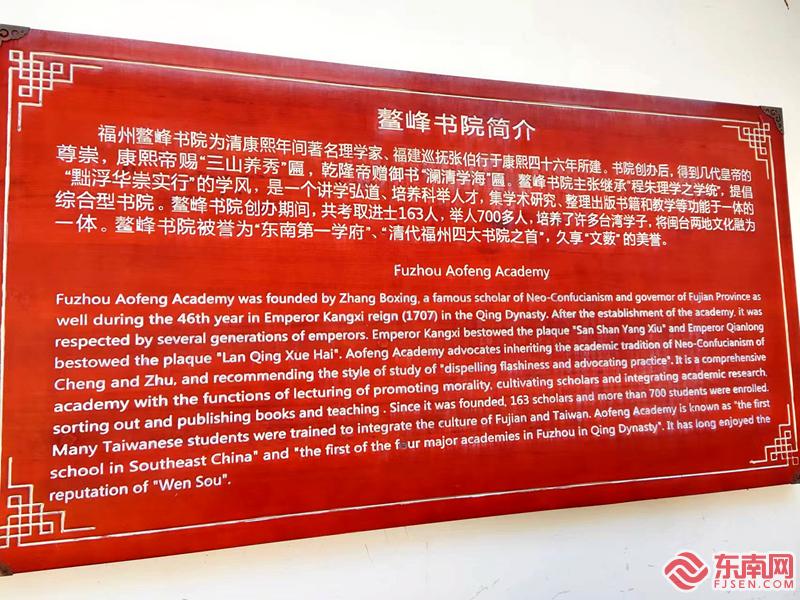 鳌峰书院简介
福州鳌峰书院为清康熙年间著名理学家、福建巡抚张伯行于康熙四十六年所建。书院创办后，得到几代皇帝的
尊崇，康熙帝赐“三山养秀”匾，乾隆帝赠御书“澜清学海”匾。鳌峰书院主张继承“程朱理学之学统”，提倡
“黜浮华崇实行”的学风，是一个讲学弘道、培养科举人才，集学术研究、整理出版书籍和教学等功能于一体的
综合型书院。鳌峰书院创办期间，共考取进士163人，举人700多人，培养了许多台湾学子，将闽台两地文化融为
一体。鳌峰书院被誉为“东南第一学府”、“清代福州四大书院之首”，久享“文薮”的美誉。
Fuzhou Aofeng Academy
Fuzhou Aofeng Academy was founded by Zhang Boxing, a famous scholar of Neo-Confucianism and governor of Fujian Province as
well during the 46th year in Emperor Kangxi reign (1707) in the Qing Dynasty. After the establishment of the academy, it was
respected by several generations of emperors. Emperor Kangxi bestowed the plaque "San Shan Yang Xiu" and Emperor Qianlong
bestowed the plaque "Lan Qing Xue Hai". Aofeng Academy advocates inheriting the academic tradition of Neo-Confucianism of
Cheng and Zhu, and recommending the style of study of "dispelling flashiness and advocating practice". It is a comprehensive
academy with the functions of lecturing of promoting morality, cultivating scholars and integrating academic research,
sorting out and publishing books and teaching . Since it was founded, 163 scholars and more than 700 students were enrolled.
Many Taiwanese students were trained to integrate the culture of Fujian and Taiwan. Aofeng Academy is known as "the first
school in Southeast China" and "the first of the four major academies in Fuzhou in Qing Dynasty". It has long enjoyed the
reputation of "Wen Sou".
东南网
FJSEN.COM